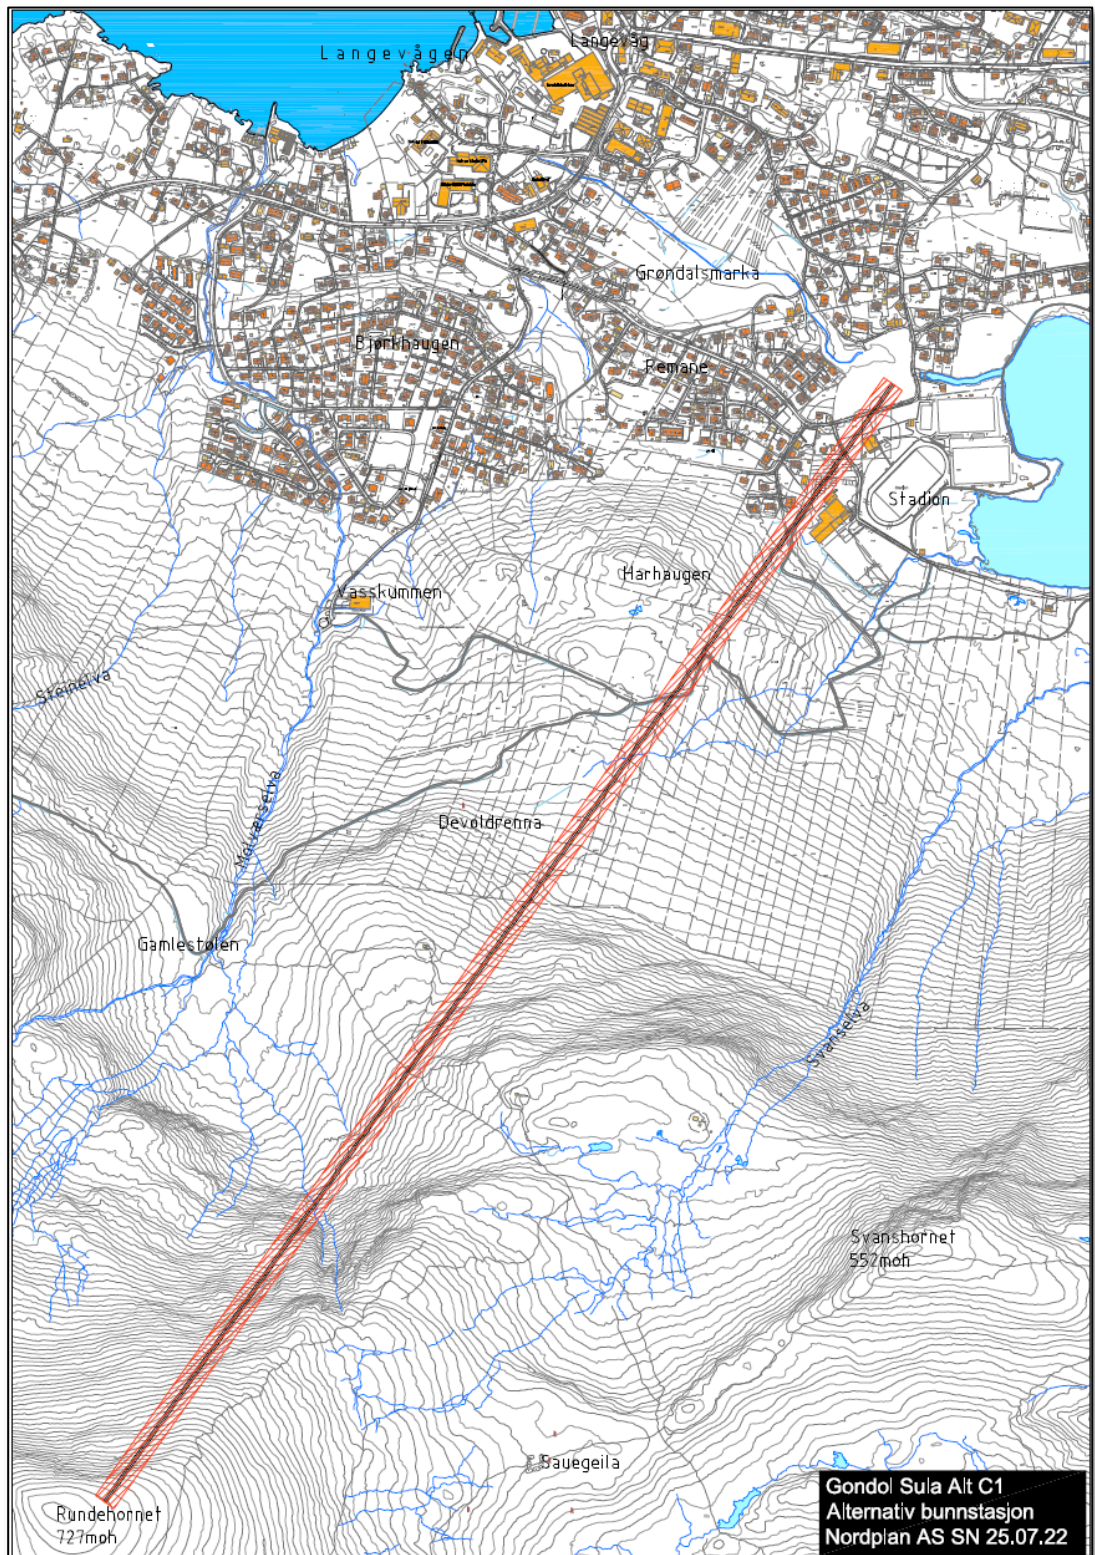 Langevågen
Langevåg
Grøndalsmarka
Bjørkhaugen
Remane
Stadion
Harhaugen
Vasskummen
Steinelva
Molværselva
Devoldrenna
Gamlestølen
Svanselva
Svanshornet
552moh
Sauegeila
Rundehornet
727moh
Gondol Sula Alt C1
Alternativ bunnstasjon
Nordplan AS SN 25.07.22